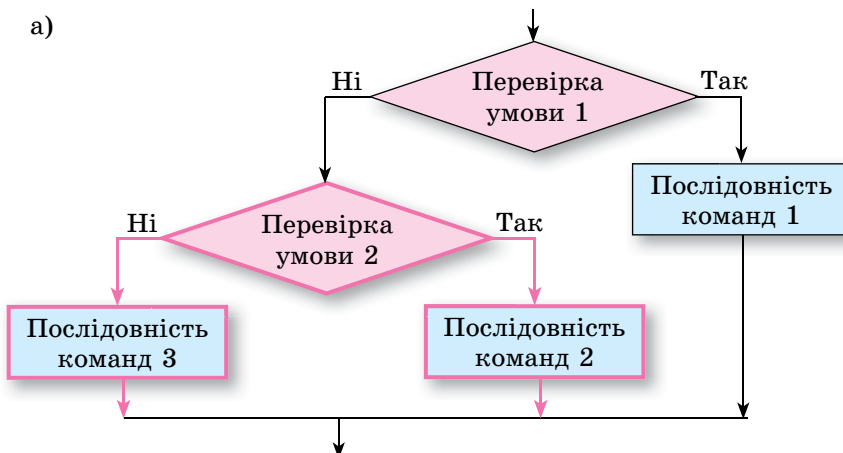 а)
Ні
Перевірка
умови 1
Так
Послідовність
команд 1
Ні
Перевірка
умови 2
Так
Послідовність
команд 3
Послідовність
команд 2